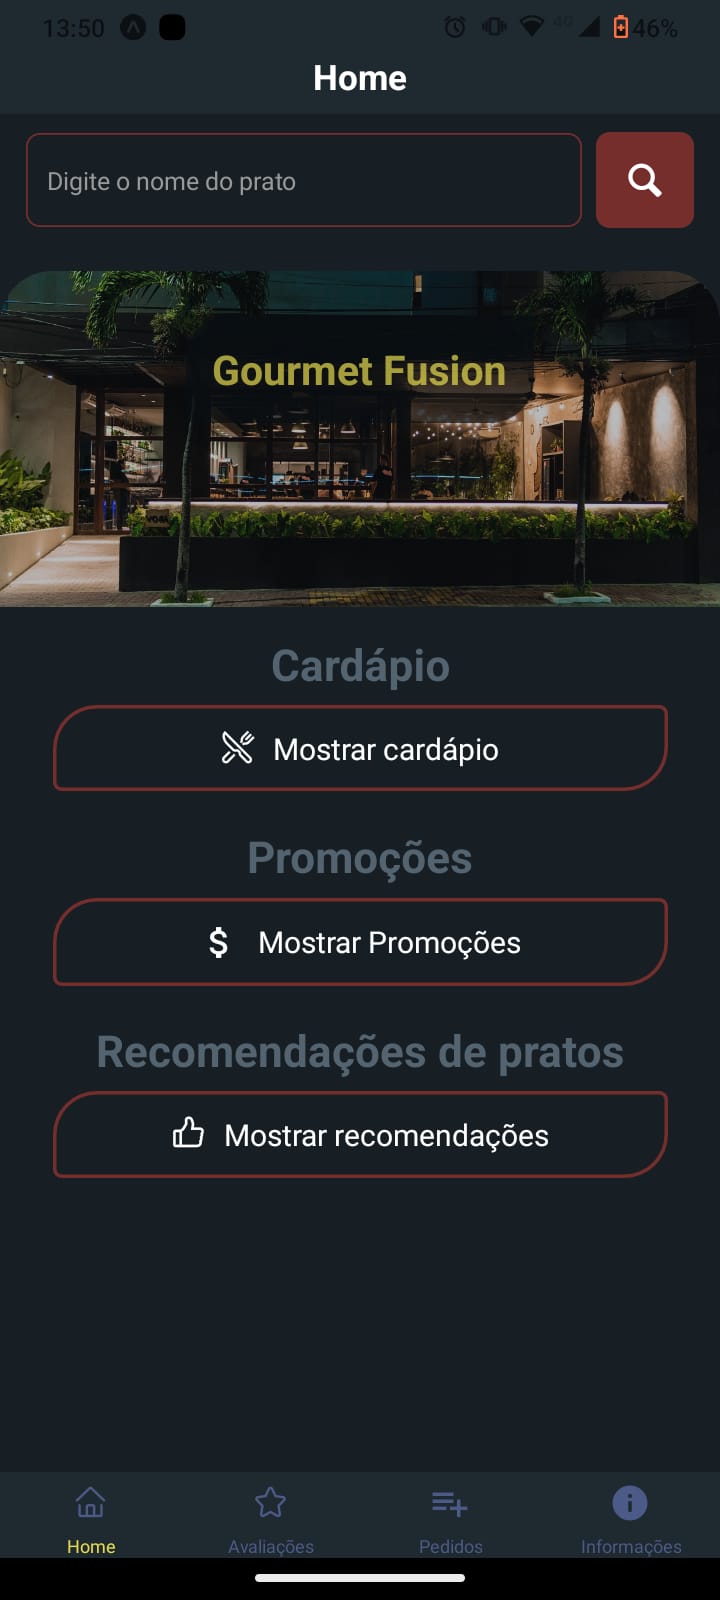 13:50
4G
46%
Home
Digite o nome do prato
Gourmet Fusion
Cardápio
Mostrar cardápio
Promoções
$ Mostrar Promoções
Recomendações de pratos
Mostrar recomendações
Home Avaliações Pedidos Informações